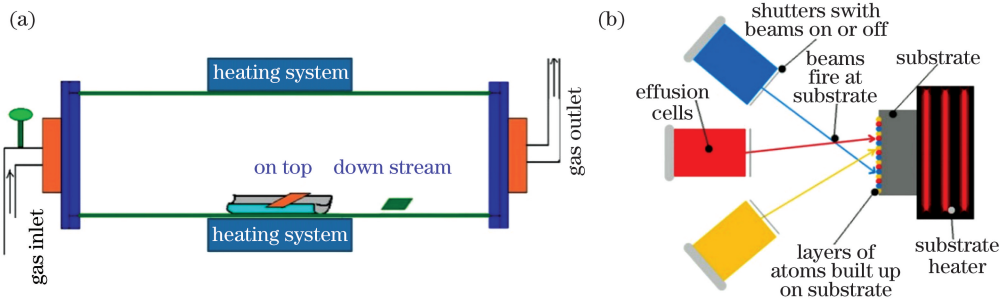 (a)
heating system
gas inlet
on top
down stream
heating system
gas outlet
(b)
shutters swith
beams on or off
beams
fire at
substrate
substrate
effusion
cells
layers of
atoms built up
on substrate
substrate
heater